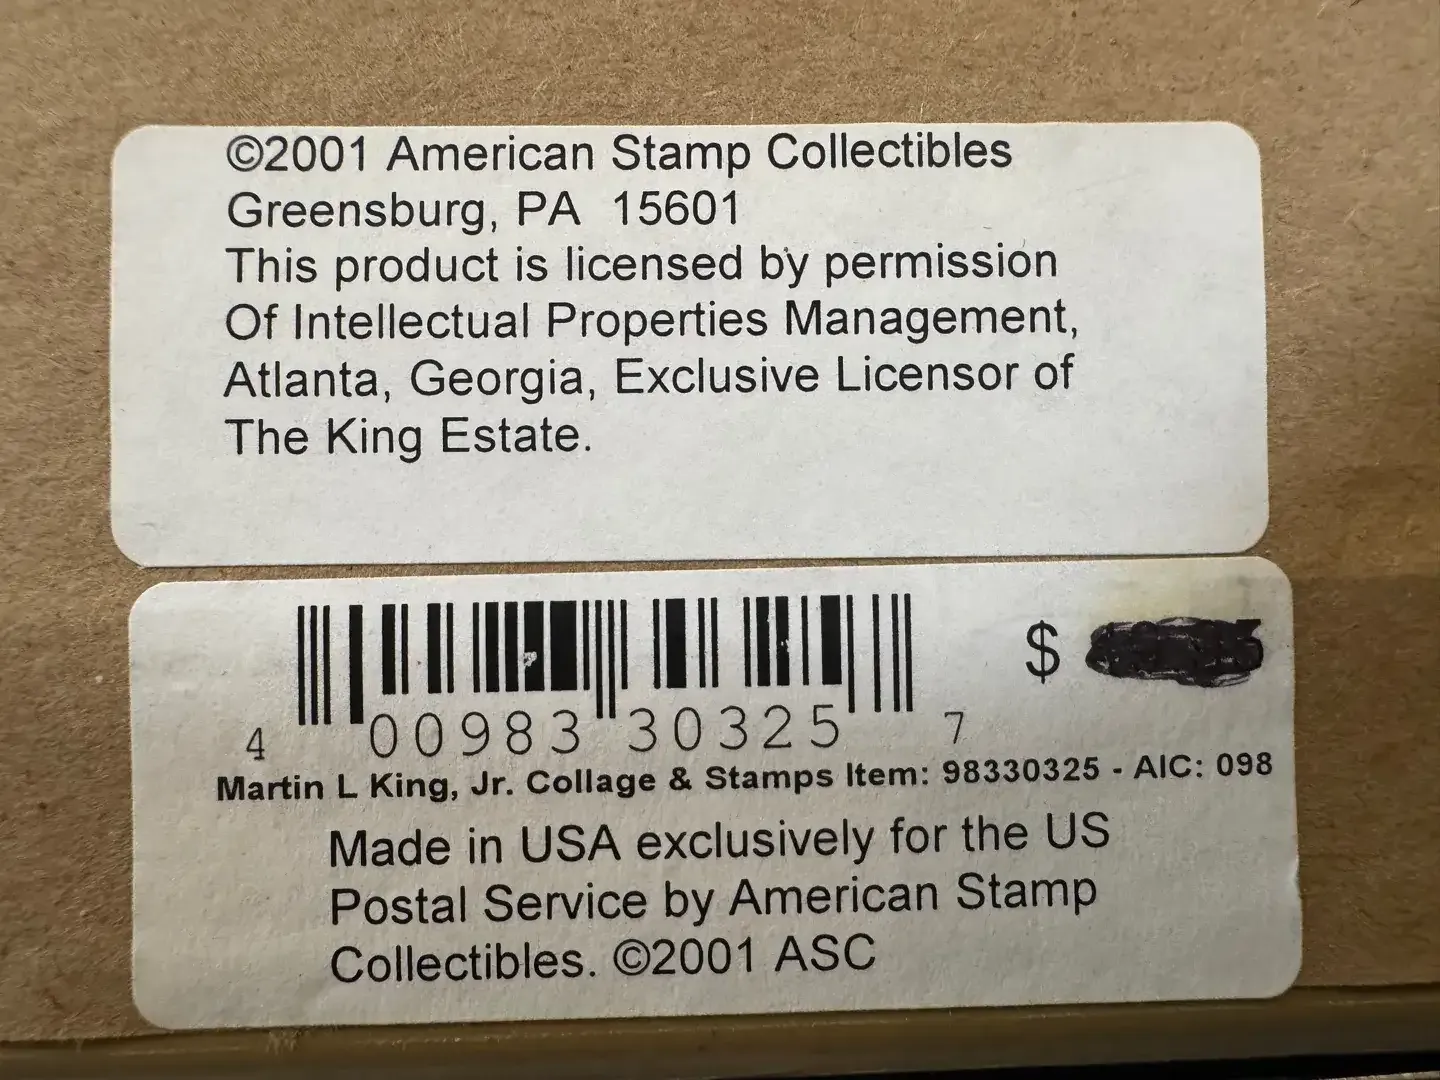 ©2001 American Stamp Collectibles
Greensburg, PA 15601
This product is licensed by permission
Of Intellectual Properties Management,
Atlanta, Georgia, Exclusive Licensor of
The King Estate.
$
4 00983 30325 7
Martin L King, Jr. Collage & Stamps Item: 98330325 - AIC: 098
Made in USA exclusively for the US
Postal Service by American Stamp
Collectibles. ©2001 ASC